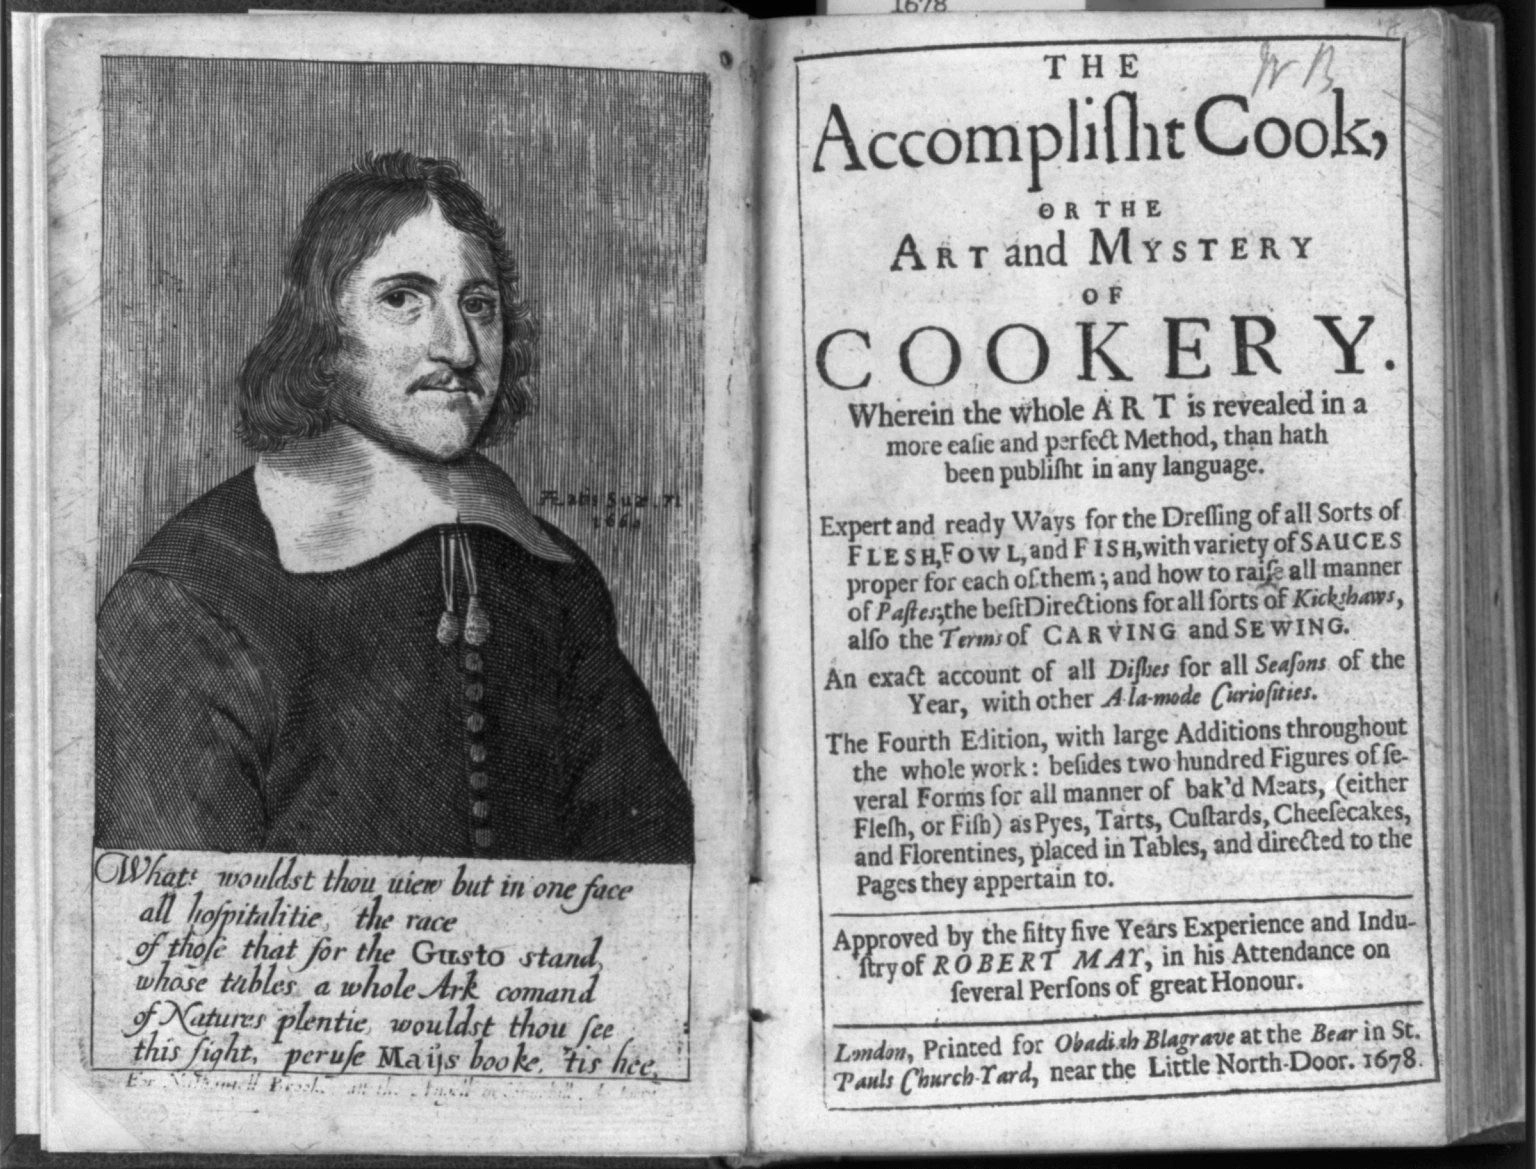 1678
Ætatis Suæ. 71
166
What! wouldst thou uiew but in one face
all hoſpitalitie, the race
of thoſe that for the Gusto stand,
whose tables a whole Ark comand
of Natures plentie, wouldst thou ſee
this ſight, peruſe Maijs booke, 'tis hee.
For
W B
THE
Accompliſht Cook,
OR THE
ART and MYSTERY
OF
COOKERY.
Wherein the whole ART is revealed in a
more eaſie and perfect Method, than hath
been publiſht in any language.
Expert and ready Ways for the Dreſſing of all Sorts of
FLESH, FOWL, and FISH, with variety of SAUCES
proper for each of them; and how to raiſe all manner
of Paſtes; the beſt Directions for all ſorts of Kickshaws,
alſo the Terms of CARVING and SEWING.
An exact account of all Diſhes for all Seaſons of the
Year, with other A-la-mode Curioſities.
The Fourth Edition, with large Additions throughout
the whole work: beſides two hundred Figures of ſe-
veral Forms for all manner of bak'd Meats, (either
Fleſh, or Fiſh) as Pyes, Tarts, Cuſtards, Cheeſecakes,
and Florentines, placed in Tables, and directed to the
Pages they appertain to.
Approved by the fifty five Years Experience and Indu-
ſtry of ROBERT MAY, in his Attendance on
ſeveral Perſons of great Honour.
London, Printed for Obadiah Blagrave at the Bear in St.
Pauls Church-Yard, near the Little North-Door. 1678.